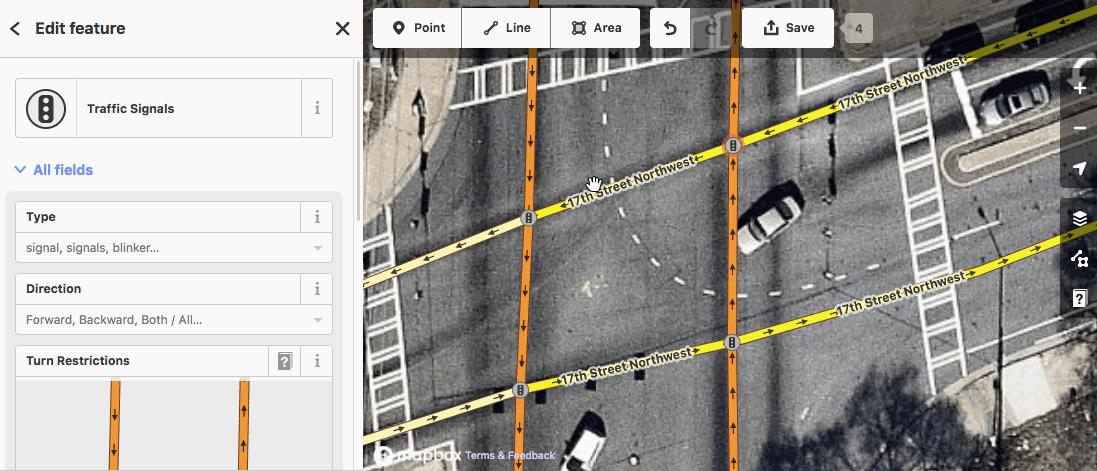 Edit feature
Point
Line
Area
Save
4
Traffic Signals
All fields
Type
signal, signals, blinker...
Direction
Forward, Backward, Both / All...
Turn Restrictions
17th Street Northwest
17th Street Northwest
17th Street Northwest
17th Street Northwest
mapbox Terms & Feedback